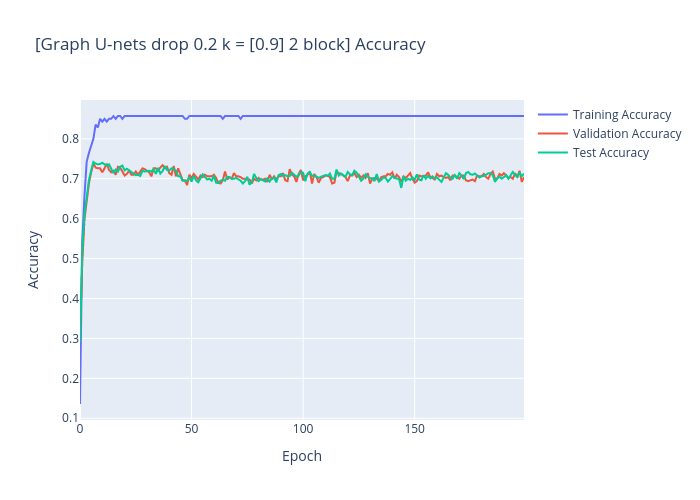 [Graph U-nets drop 0.2 k = [0.9] 2 block] Accuracy
Training Accuracy
Validation Accuracy
Test Accuracy
0.8
0.7
0.6
0.5
0.4
0.3
0.2
0.1
Accuracy
0
50
100
150
Epoch